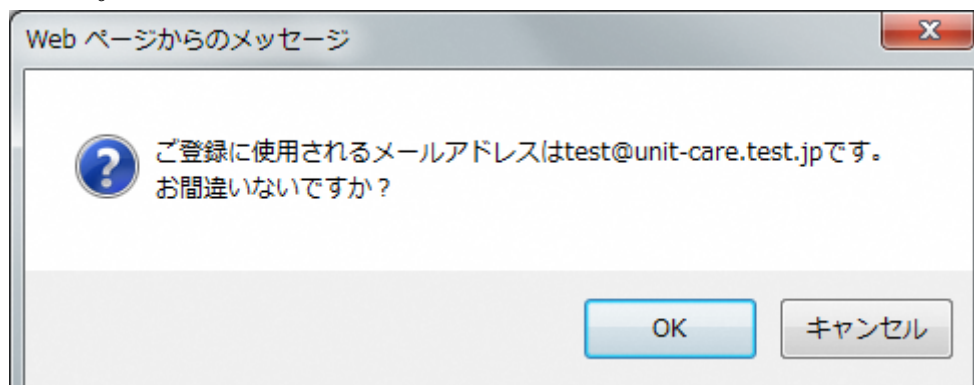 Web ページからのメッセージ
ご登録に使用されるメールアドレスはtest@unit-care.test.jpです。
お間違いないですか？
OK
キャンセル